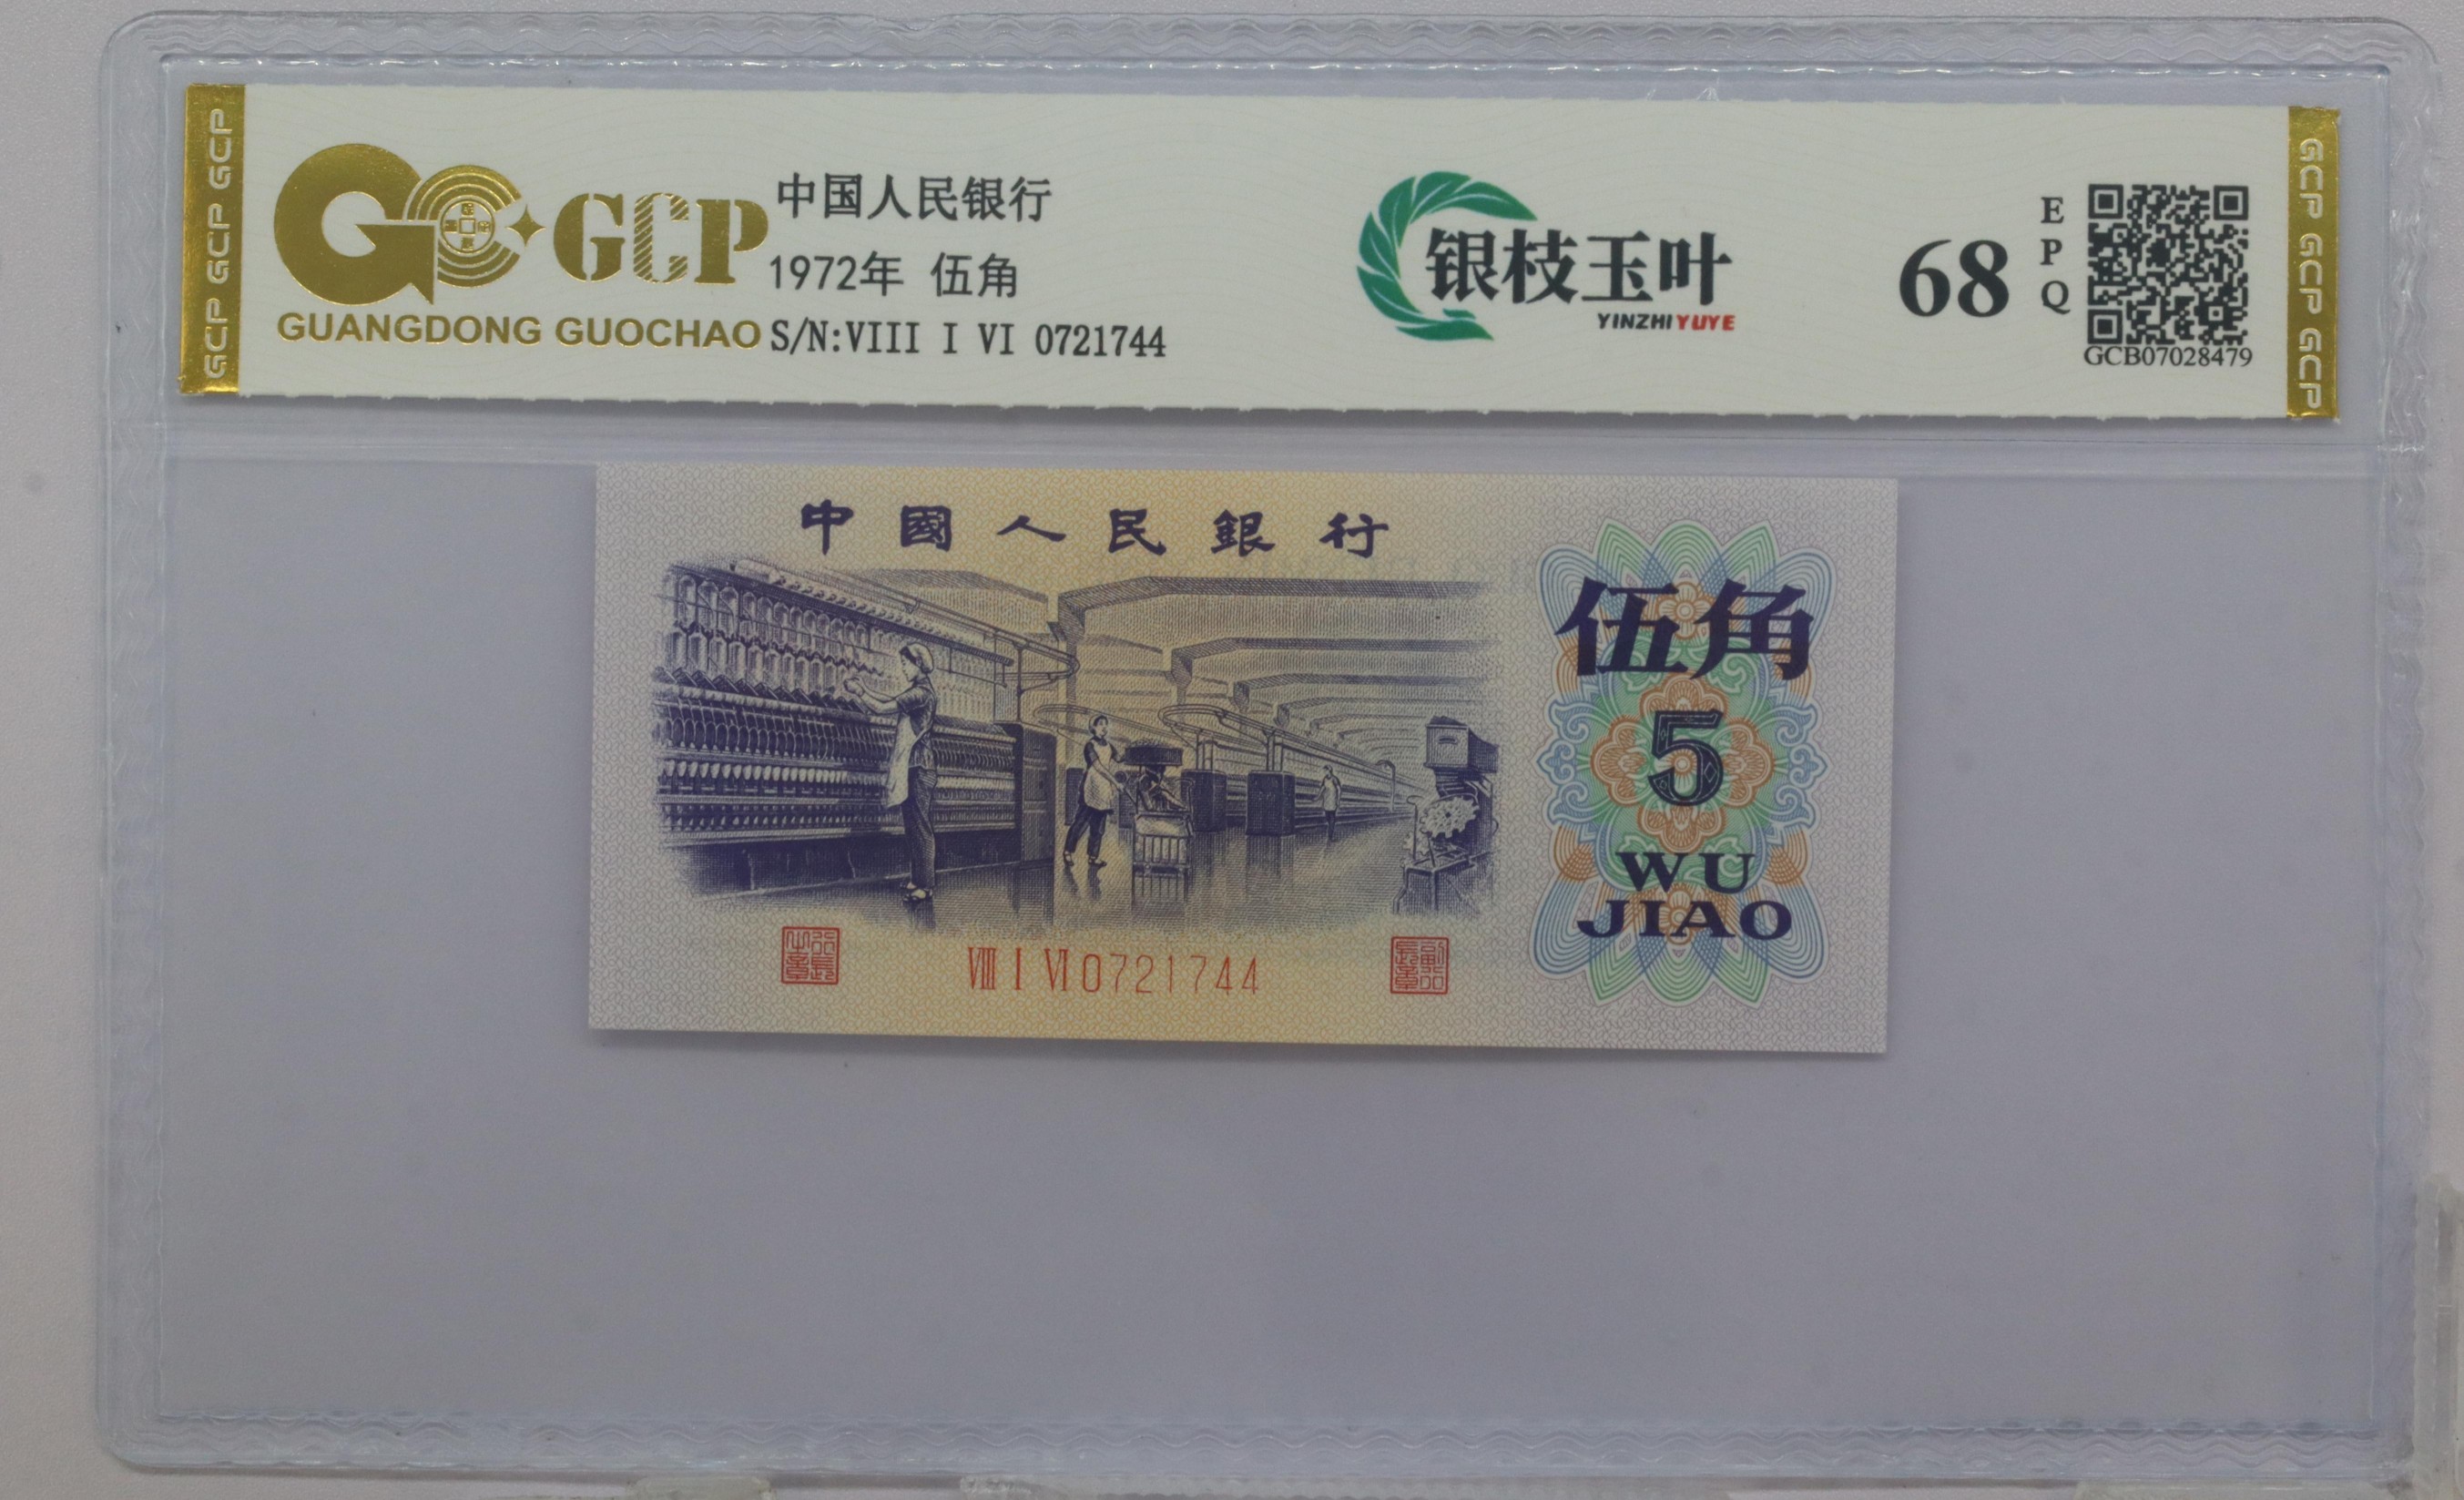 GCP GCP GCP
GCP
GUANGDONG GUOCHAO
中国人民银行
1972年 伍角
S/N:VIII I VI 0721744
银枝玉叶
YINZHIYUYE
68
EPQ
GCB07028479
GCP GCP GCP
中國人民銀行
伍角
5
WU
JIAO
VIII I VI 0721744